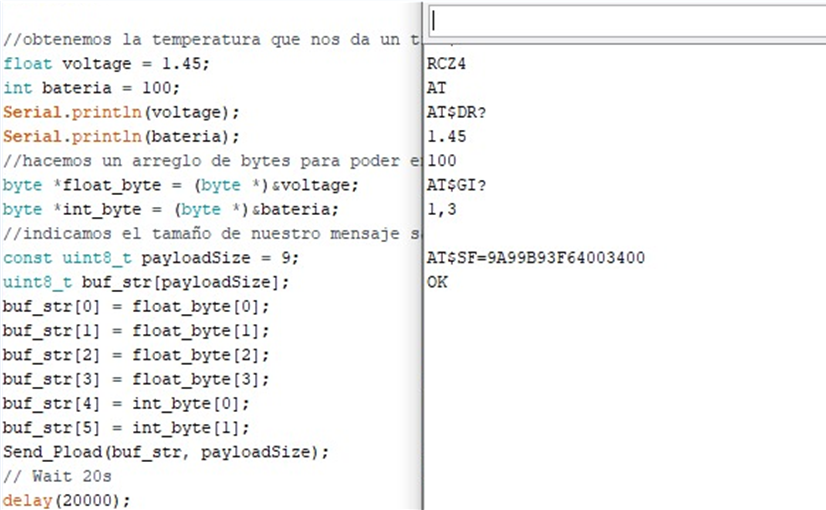 //obtenemos la temperatura que nos da un
float voltage = 1.45;
int bateria = 100;
Serial.println(voltage);
Serial.println(bateria);
//hacemos un arreglo de bytes para poder
byte *float_byte = (byte *)&voltage;
byte *int_byte = (byte *)&bateria;
//indicamos el tamaño de nuestro mensaje
const uint8_t payloadSize = 9;
uint8_t buf_str[payloadSize];
buf_str[0] = float_byte[0];
buf_str[1] = float_byte[1];
buf_str[2] = float_byte[2];
buf_str[3] = float_byte[3];
buf_str[4] = int_byte[0];
buf_str[5] = int_byte[1];
Send_Pload(buf_str, payloadSize);
// Wait 20s
delay(20000);
RCZ4
AT
AT$DR?
1.45
100
AT$GI?
1,3
AT$SF=9A99B93F64003400
OK